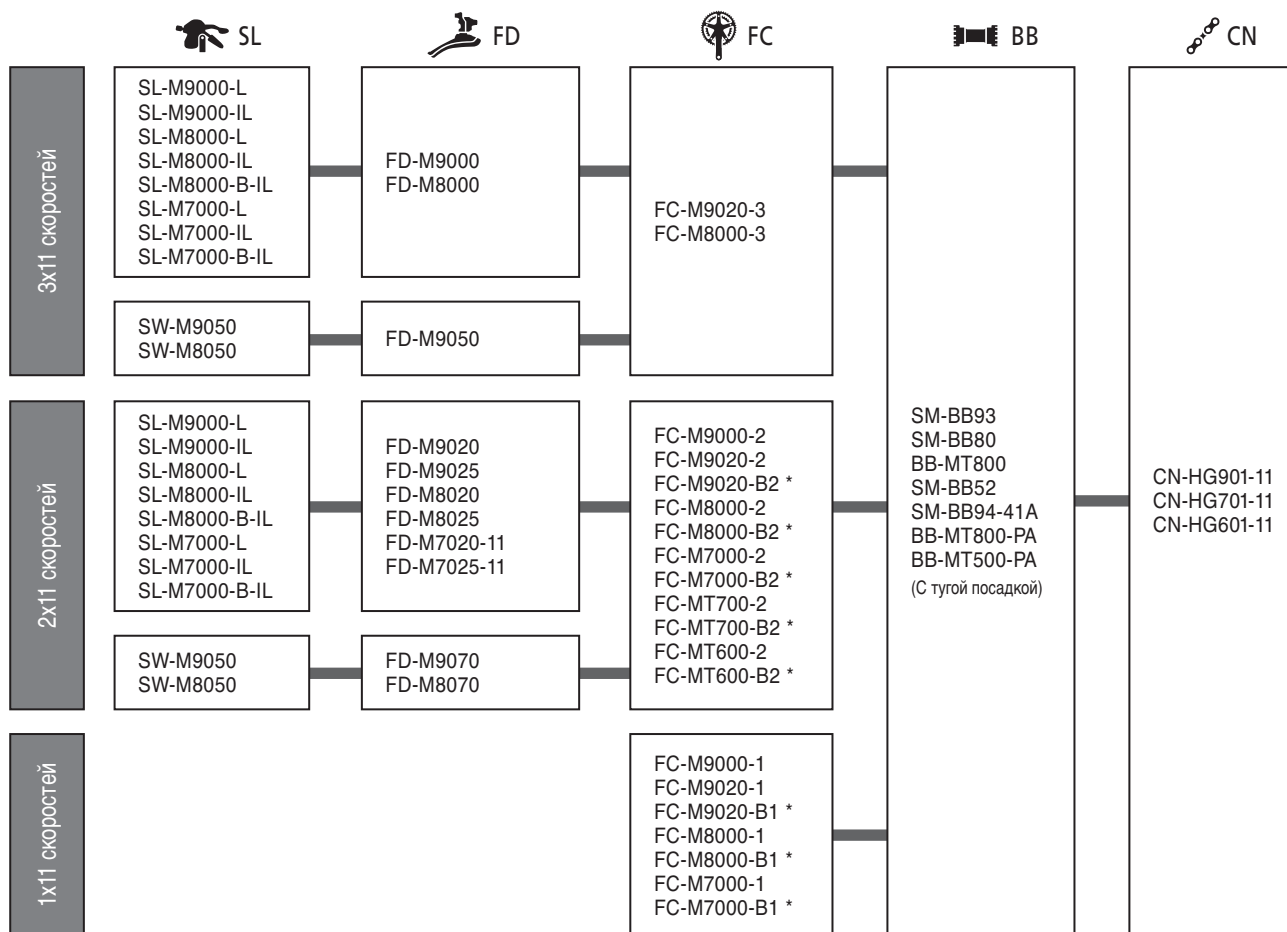 SL
FD
FC
BB
CN
3x11 скоростей
SL-M9000-L
SL-M9000-IL
SL-M8000-L
SL-M8000-IL
SL-M8000-B-IL
SL-M7000-L
SL-M7000-IL
SL-M7000-B-IL
FD-M9000
FD-M8000
FC-M9020-3
FC-M8000-3
SW-M9050
SW-M8050
FD-M9050
2x11 скоростей
SL-M9000-L
SL-M9000-IL
SL-M8000-L
SL-M8000-IL
SL-M8000-B-IL
SL-M7000-L
SL-M7000-IL
SL-M7000-B-IL
FD-M9020
FD-M9025
FD-M8020
FD-M8025
FD-M7020-11
FD-M7025-11
SW-M9050
SW-M8050
FD-M9070
FD-M8070
FC-M9000-2
FC-M9020-2
FC-M9020-B2 *
FC-M8000-2
FC-M8000-B2 *
FC-M7000-2
FC-M7000-B2 *
FC-MT700-2
FC-MT700-B2 *
FC-MT600-2
FC-MT600-B2 *
1x11 скоростей
FC-M9000-1
FC-M9020-1
FC-M9020-B1 *
FC-M8000-1
FC-M8000-B1 *
FC-M7000-1
FC-M7000-B1 *
SM-BB93
SM-BB80
BB-MT800
SM-BB52
SM-BB94-41A
BB-MT800-PA
BB-MT500-PA
(С тугой посадкой)
CN-HG901-11
CN-HG701-11
CN-HG601-11